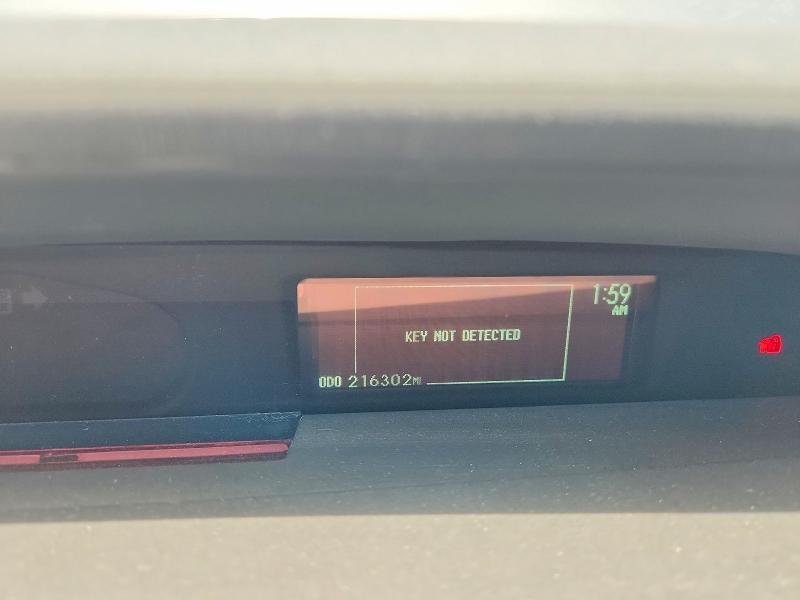 1:59
AM
KEY NOT DETECTED
ODO 216302MI